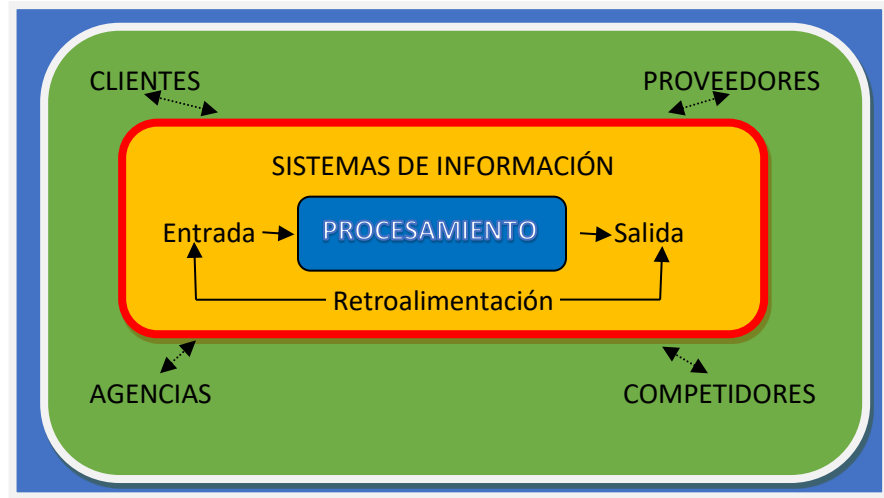 CLIENTES
PROVEEDORES
SISTEMAS DE INFORMACIÓN
Entrada
PROCESAMIENTO
Salida
Retroalimentación
AGENCIAS
COMPETIDORES